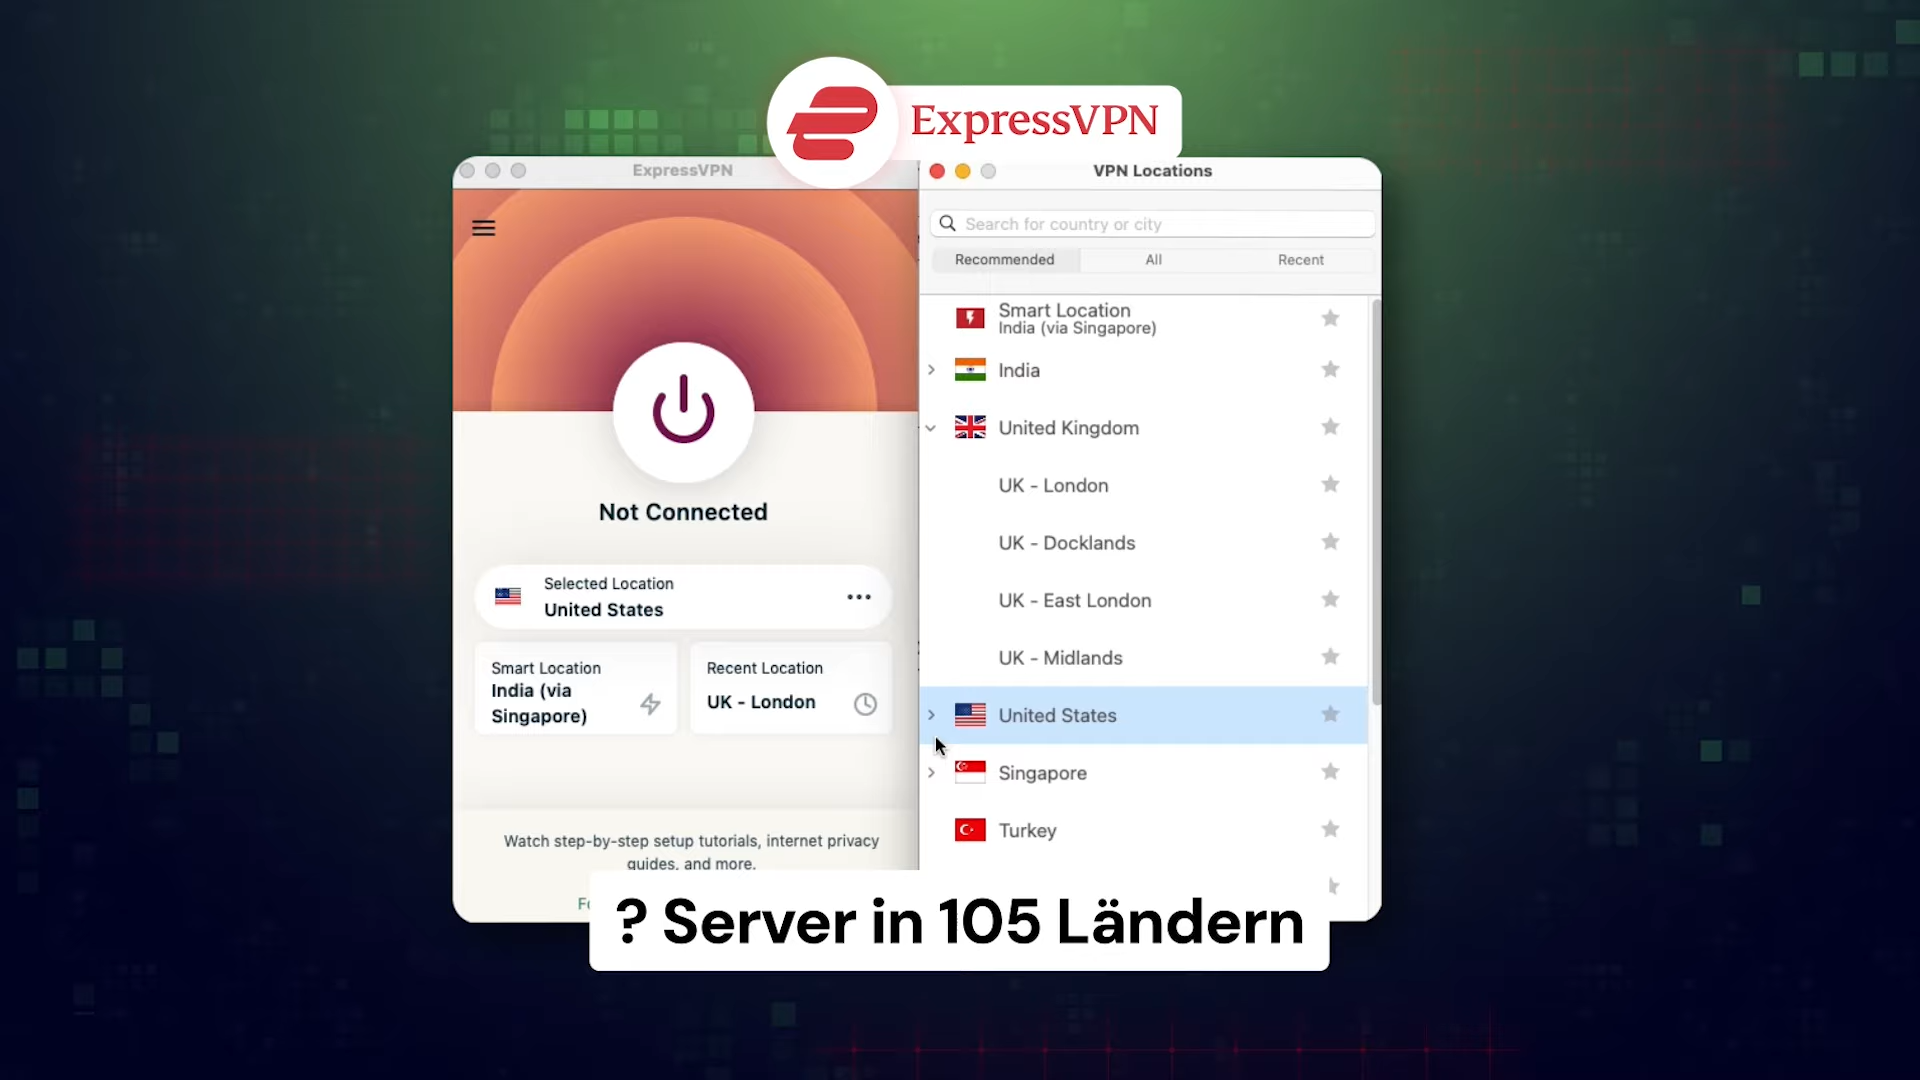 ExpressVPN
ExpressVPN
Not Connected
Selected Location
United States
Smart Location
India (via
Singapore)
Recent Location
UK - London
Watch step-by-step setup tutorials, internet privacy
guides, and more.
VPN Locations
Search for country or city
Recommended
All
Recent
Smart Location
India (via Singapore)
India
United Kingdom
UK - London
UK - Docklands
UK - East London
UK - Midlands
United States
Singapore
Turkey
? Server in 105 Ländern